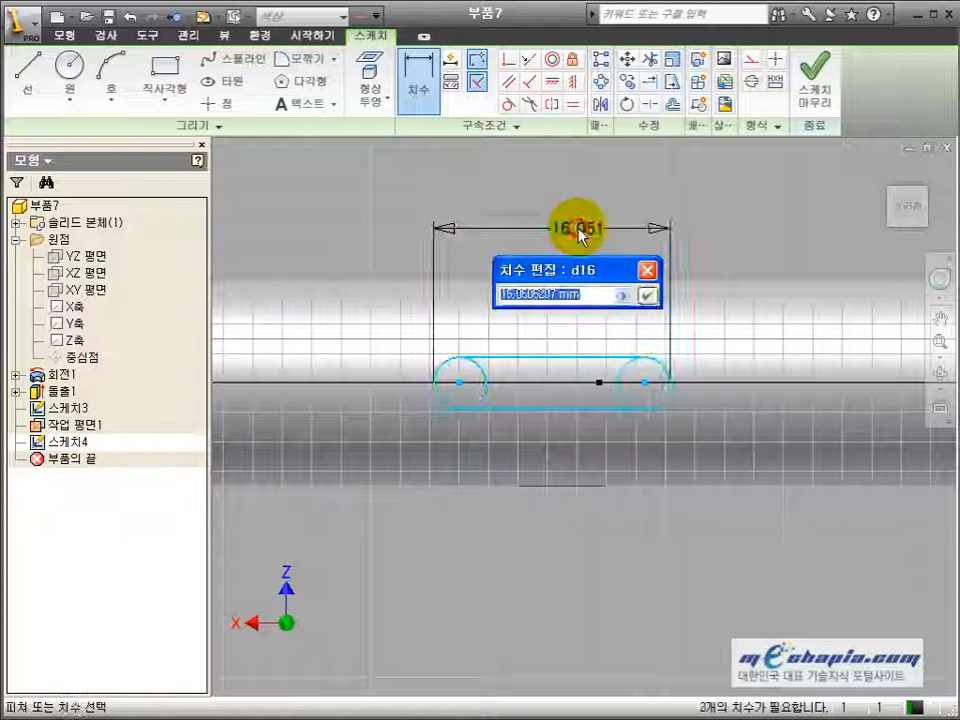 색상
부품7
키워드 또는 구절 입력
PRO
모형 검사 도구 관리 뷰 환경 시작하기 스케치
선 원 호 직사각형
스플라인 모깎기
타원 다각형
점 A 텍스트
형상 투영
치수
스케치 마무리
그리기 구속조건 수정 형식 종료
모형
부품7
솔리드 본체(1)
원점
YZ 평면
XZ 평면
XY 평면
X축
Y축
Z축
중심점
회전1
돌출1
스케치3
작업 평면1
스케치4
부품의 끝
16.051
치수 편집 : d16
Z
X
mechapia.com
대한민국 대표 기술지식 포털사이트
피쳐 또는 치수 선택
2개의 치수가 필요합니다. 1 1